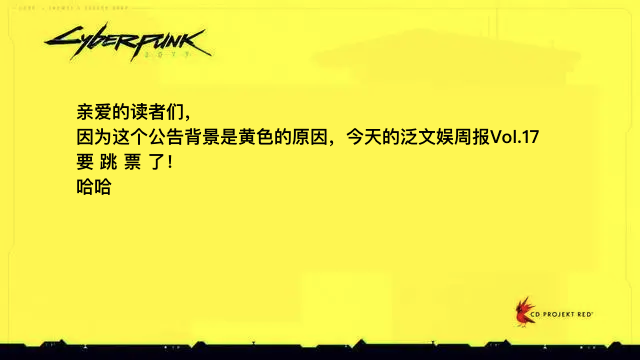 Cyberpunk
2077
亲爱的读者们，
因为这个公告背景是黄色的原因，今天的泛文娱周报Vol.17
要 跳 票 了！
哈哈
CD PROJEKT RED®